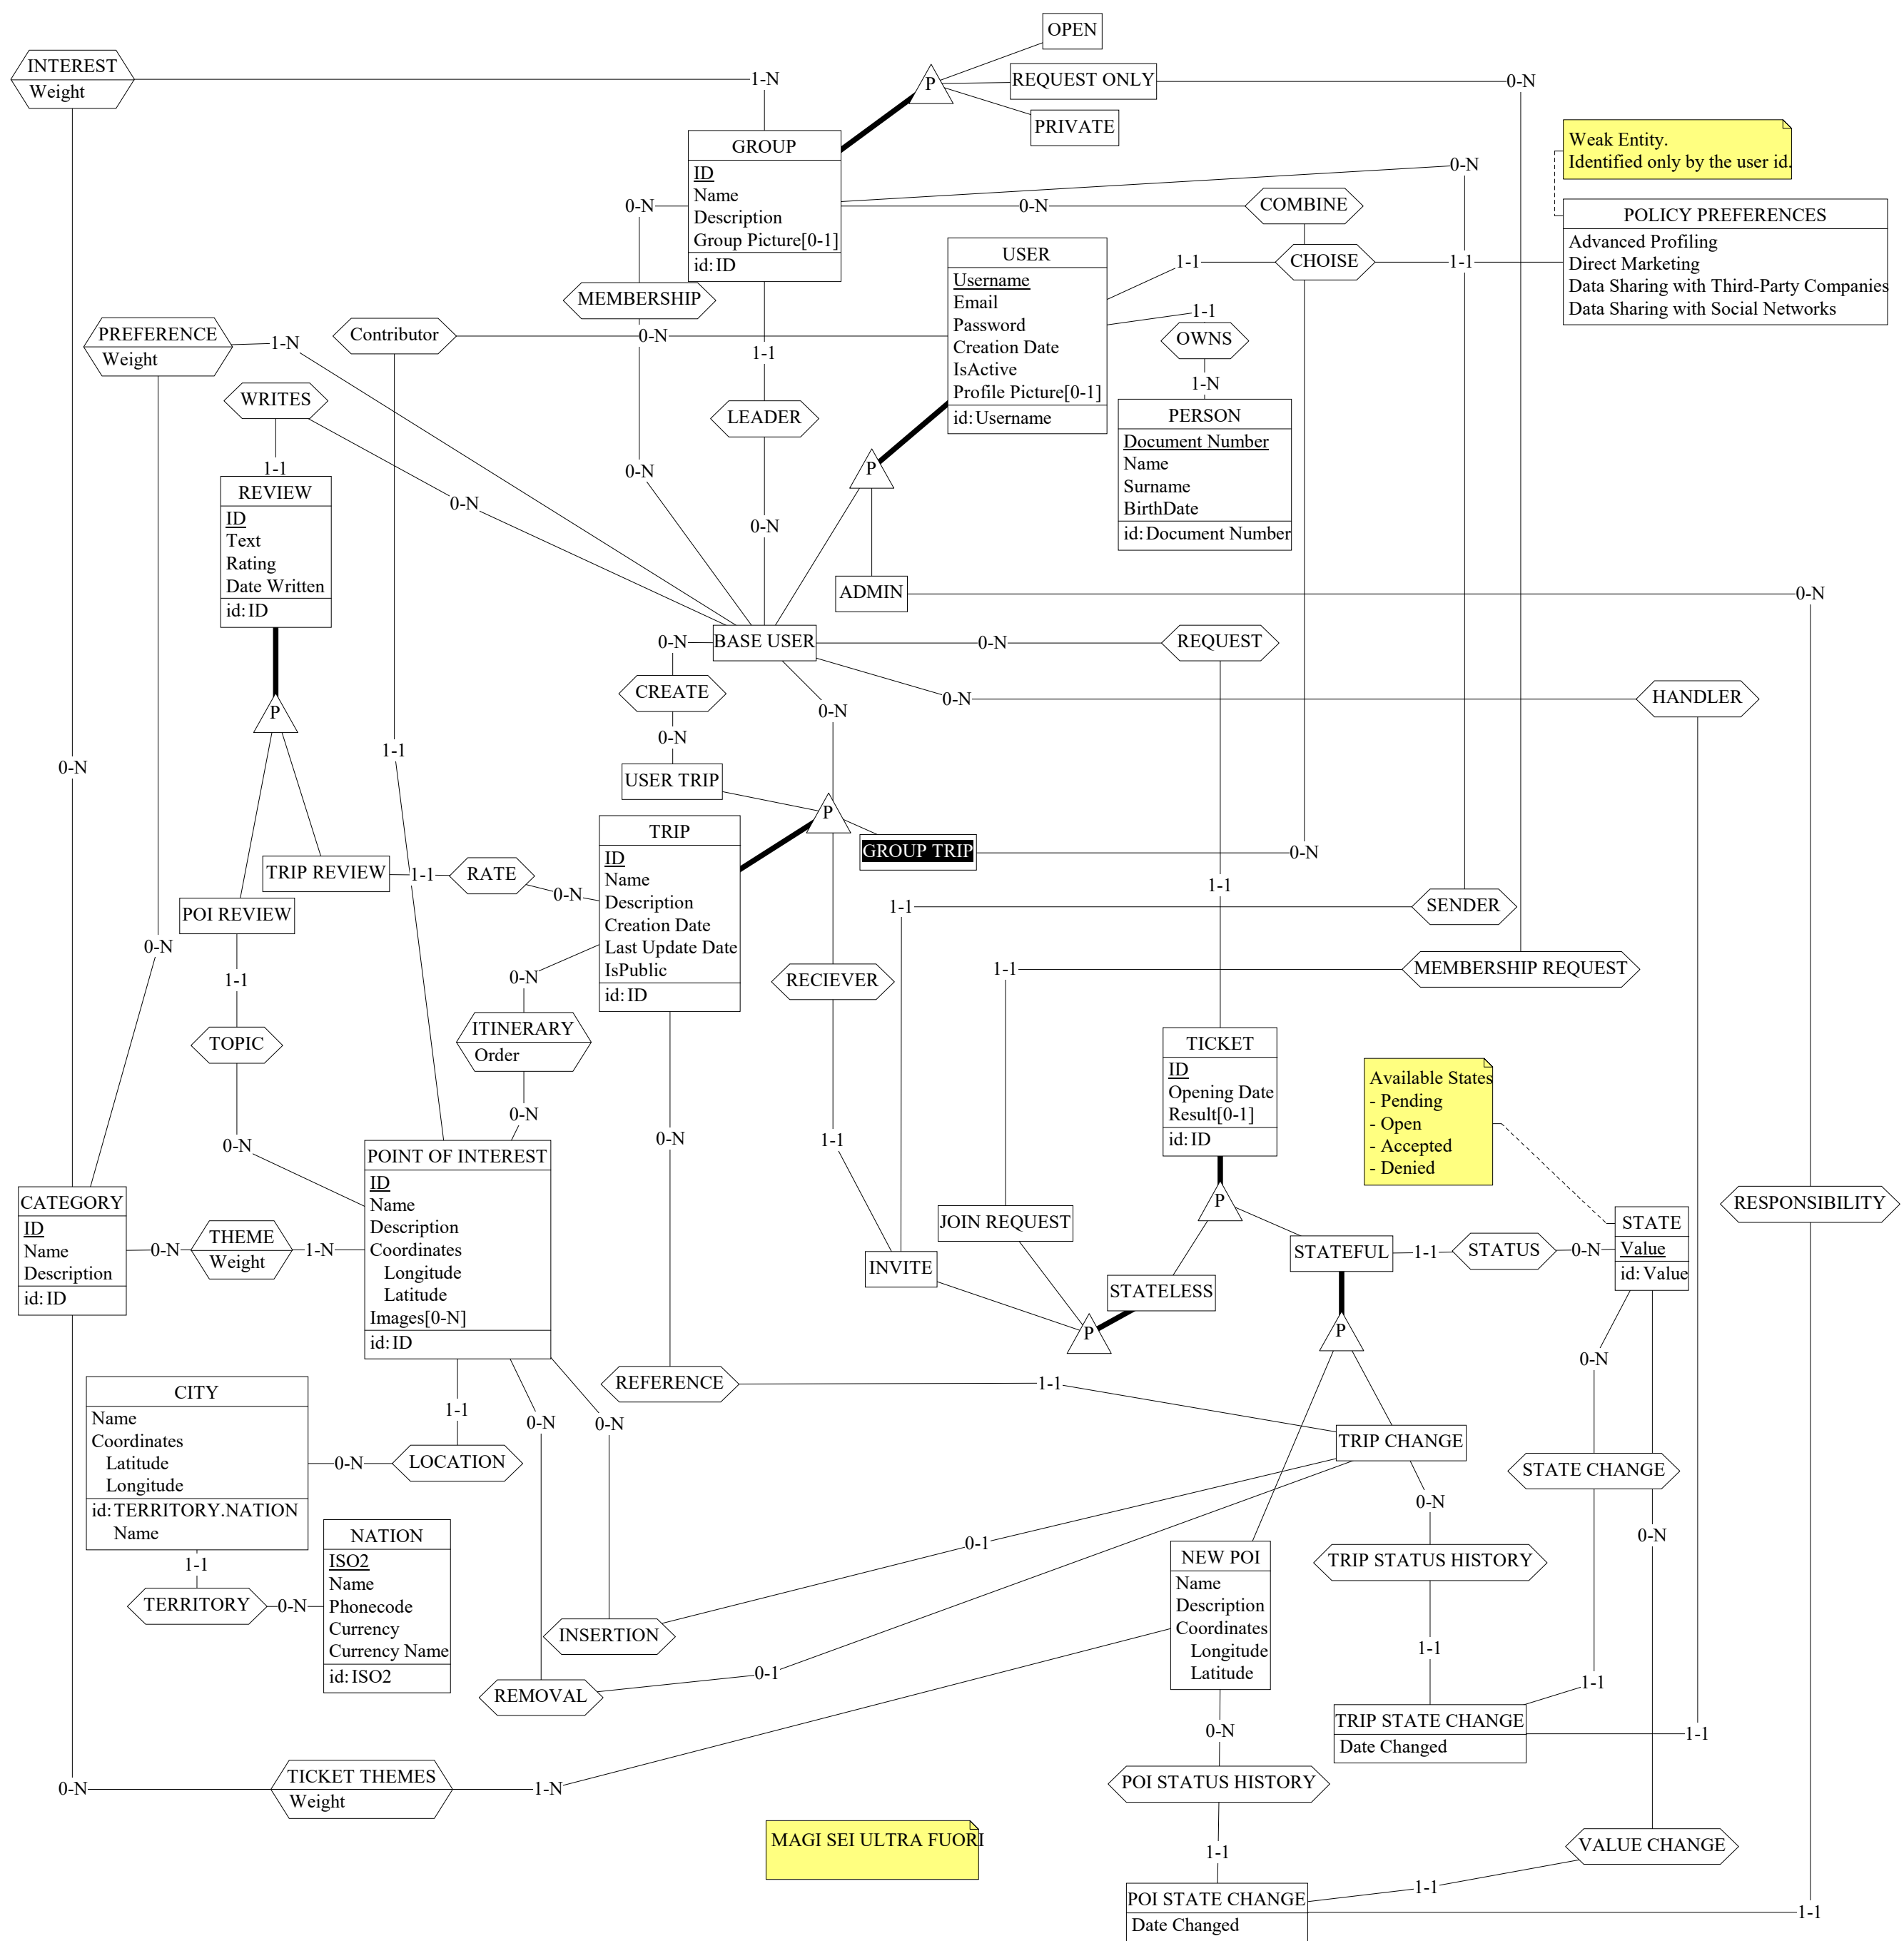 OPEN
INTEREST
Weight
1-N
P
REQUEST ONLY
0-N
PRIVATE
GROUP
ID
Name
Description
Group Picture[0-1]
id: ID
Weak Entity.
Identified only by the user id.
0-N
0-N
0-N
COMBINE
POLICY PREFERENCES
Advanced Profiling
Direct Marketing
Data Sharing with Third-Party Companies
Data Sharing with Social Networks
USER
Username
Email
Password
Creation Date
IsActive
Profile Picture[0-1]
id: Username
1-1
CHOISE
1-1
MEMBERSHIP
1-1
PREFERENCE
Weight
1-N
Contributor
0-N
1-1
OWNS
1-N
WRITES
LEADER
PERSON
Document Number
Name
Surname
BirthDate
id: Document Number
1-1
0-N
P
REVIEW
ID
Text
Rating
Date Written
id: ID
0-N
0-N
ADMIN
0-N
0-N
BASE USER
0-N
REQUEST
CREATE
0-N
HANDLER
P
0-N
0-N
1-1
0-N
USER TRIP
P
TRIP
ID
Name
Description
Creation Date
Last Update Date
IsPublic
id: ID
GROUP TRIP
0-N
TRIP REVIEW
1-1
RATE
0-N
1-1
POI REVIEW
1-1
SENDER
0-N
1-1
0-N
RECIEVER
1-1
MEMBERSHIP REQUEST
ITINERARY
Order
TOPIC
TICKET
ID
Opening Date
Result[0-1]
id: ID
Available States
- Pending
- Open
- Accepted
- Denied
0-N
0-N
0-N
1-1
POINT OF INTEREST
ID
Name
Description
Coordinates
Longitude
Latitude
Images[0-N]
id: ID
CATEGORY
ID
Name
Description
id: ID
P
RESPONSIBILITY
0-N
THEME
Weight
1-N
JOIN REQUEST
STATE
Value
id: Value
INVITE
STATEFUL
1-1
STATUS
0-N
STATELESS
P
P
0-N
REFERENCE
1-1
CITY
Name
Coordinates
Latitude
Longitude
id: TERRITORY.NATION
Name
1-1
0-N
0-N
TRIP CHANGE
0-N
LOCATION
STATE CHANGE
0-N
NATION
ISO2
Name
Phonecode
Currency
Currency Name
id: ISO2
0-1
0-N
1-1
NEW POI
Name
Description
Coordinates
Longitude
Latitude
TRIP STATUS HISTORY
TERRITORY
0-N
INSERTION
1-1
0-1
1-1
REMOVAL
TRIP STATE CHANGE
Date Changed
0-N
1-1
0-N
TICKET THEMES
Weight
1-N
POI STATUS HISTORY
MAGI SEI ULTRA FUORI
1-1
VALUE CHANGE
1-1
POI STATE CHANGE
Date Changed
1-1